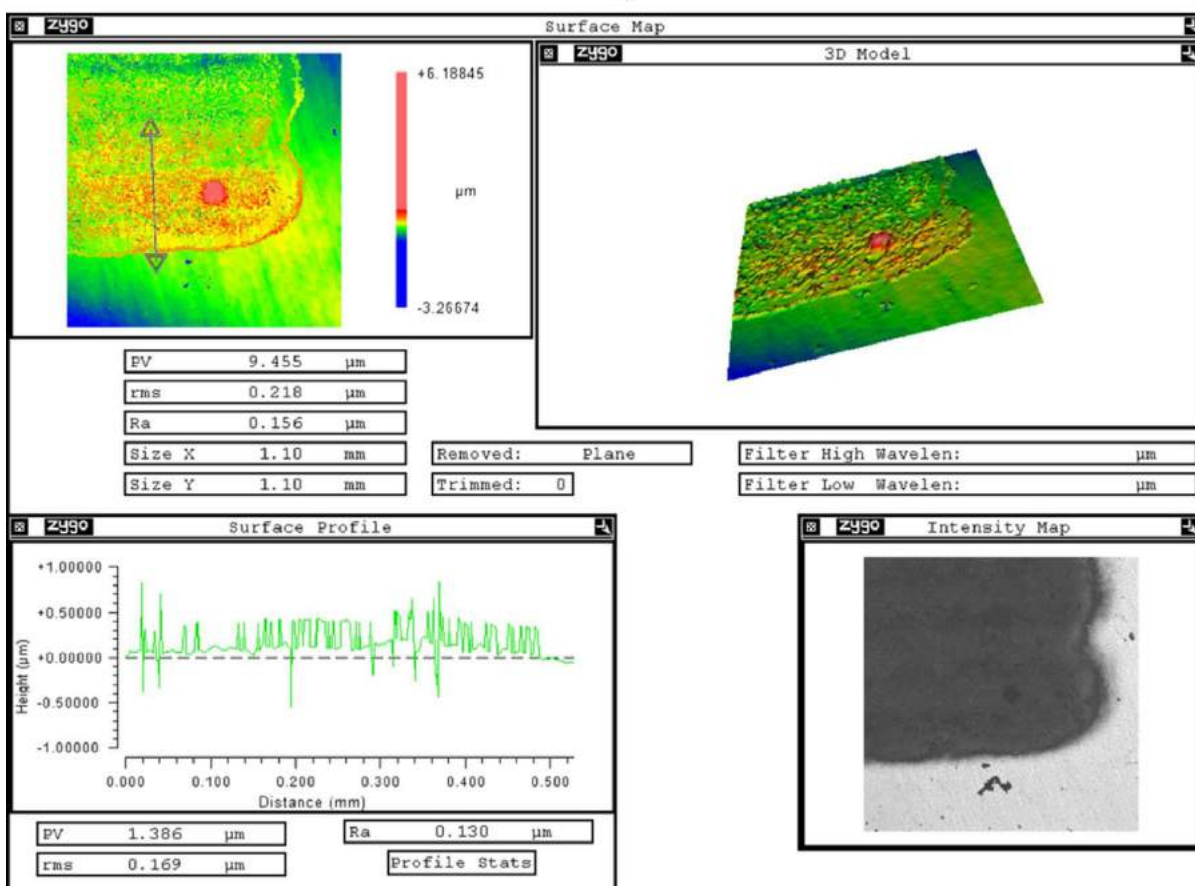 zygo Surface Map
zygo 3D Model
+6.18845
µm
-3.26674
PV 9.455 µm
rms 0.218 µm
Ra 0.156 µm
Size X 1.10 mm
Size Y 1.10 mm
Removed: Plane
Trimmed: 0
Filter High Wavelen: µm
Filter Low Wavelen: µm
zygo Surface Profile
+1.00000
+0.50000
+0.00000
-0.50000
-1.00000
Height (µm)
0.000 0.100 0.200 0.300 0.400 0.500
Distance (mm)
PV 1.386 µm
rms 0.169 µm
Ra 0.130 µm
Profile Stats
zygo Intensity Map